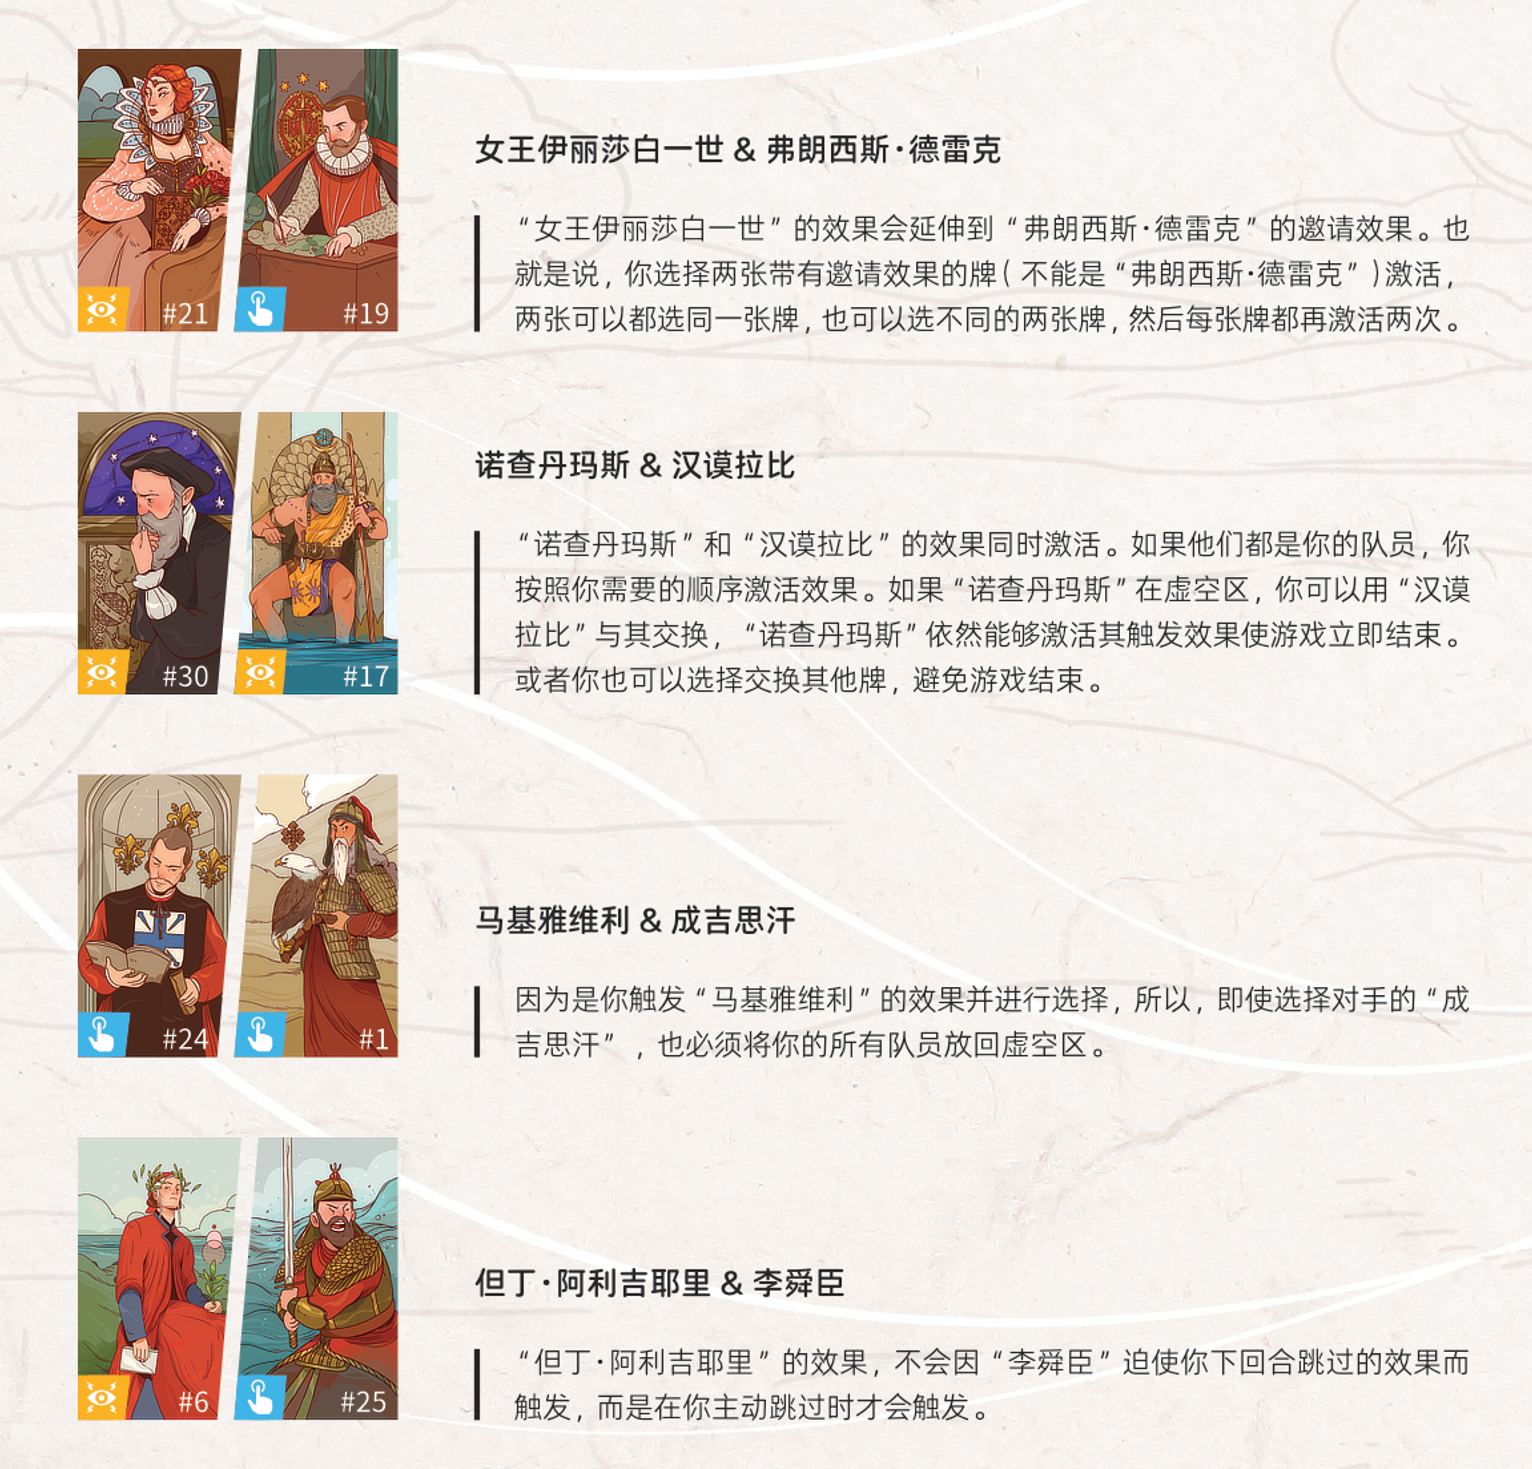 #21
#19
女王伊丽莎白一世 & 弗朗西斯·德雷克
“女王伊丽莎白一世”的效果会延伸到“弗朗西斯·德雷克”的邀请效果。也
就是说，你选择两张带有邀请效果的牌(不能是“弗朗西斯·德雷克”)激活，
两张可以都选同一张牌，也可以选不同的两张牌，然后每张牌都再激活两次。
#30
#17
诺查丹玛斯 & 汉谟拉比
“诺查丹玛斯”和“汉谟拉比”的效果同时激活。如果他们都是你的队员，你
按照你需要的顺序激活效果。如果“诺查丹玛斯”在虚空区，你可以用“汉谟
拉比”与其交换，“诺查丹玛斯”依然能够激活其触发效果使游戏立即结束。
或者你也可以选择交换其他牌，避免游戏结束。
#24
#1
马基雅维利 & 成吉思汗
因为是你触发“马基雅维利”的效果并进行选择，所以，即使选择对手的“成
吉思汗”，也必须将你的所有队员放回虚空区。
#6
#25
但丁·阿利吉耶里 & 李舜臣
“但丁·阿利吉耶里”的效果，不会因“李舜臣”迫使你下回合跳过的效果而
触发，而是在你主动跳过时才会触发。